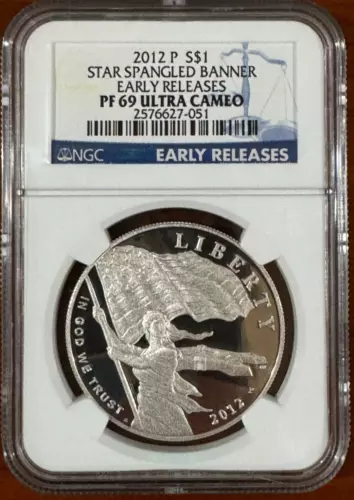 2012 P S$1
STAR SPANGLED BANNER
EARLY RELEASES
PF 69 ULTRA CAMEO
2576627-051
NGC EARLY RELEASES
LIBERTY
IN GOD WE TRUST
2012
P